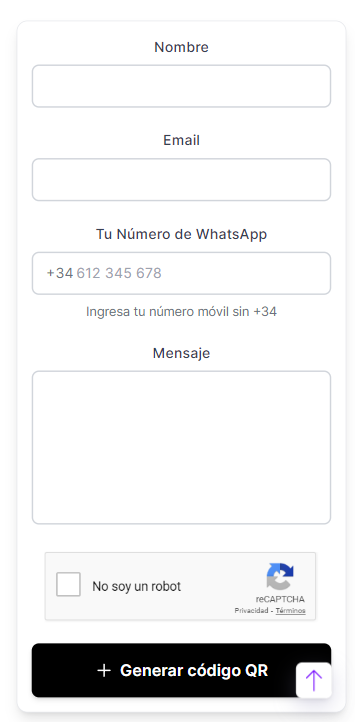 Nombre
Email
Tu Número de WhatsApp
+34 612 345 678
Ingresa tu número móvil sin +34
Mensaje
No soy un robot
reCAPTCHA
Privacidad - Términos
+ Generar código QR